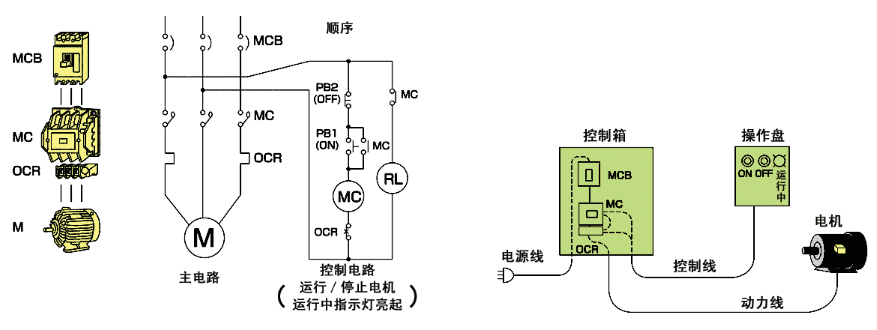 MCB
MC
OCR
M
顺序
MCB
MC
OCR
M
主电路
PB2
(OFF)
PB1
(ON)
MC
MC
MC
RL
OCR
控制电路
(运行/停止电机
运行中指示灯亮起)
控制箱
MCB
MC
OCR
操作盘
ON OFF 运行中
电机
电源线
控制线
动力线